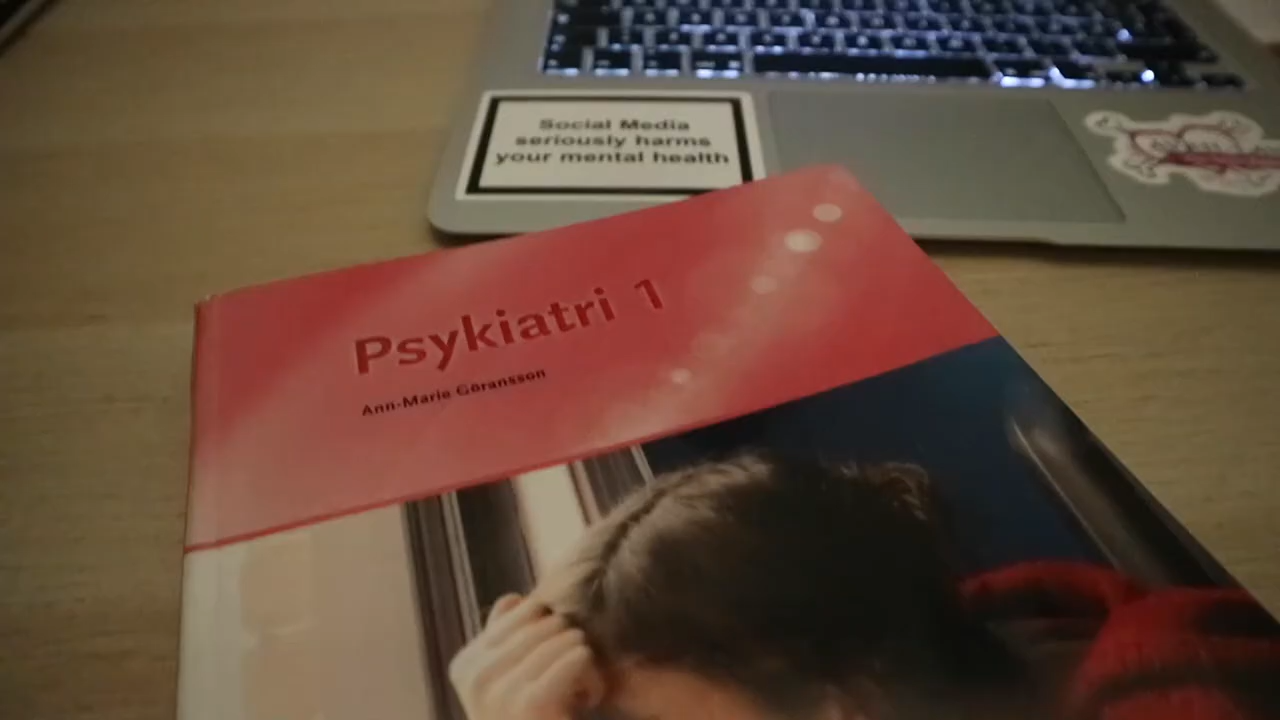 Social Media
seriously harms
your mental health
Psykiatri 1
Ann-Marie Göransson